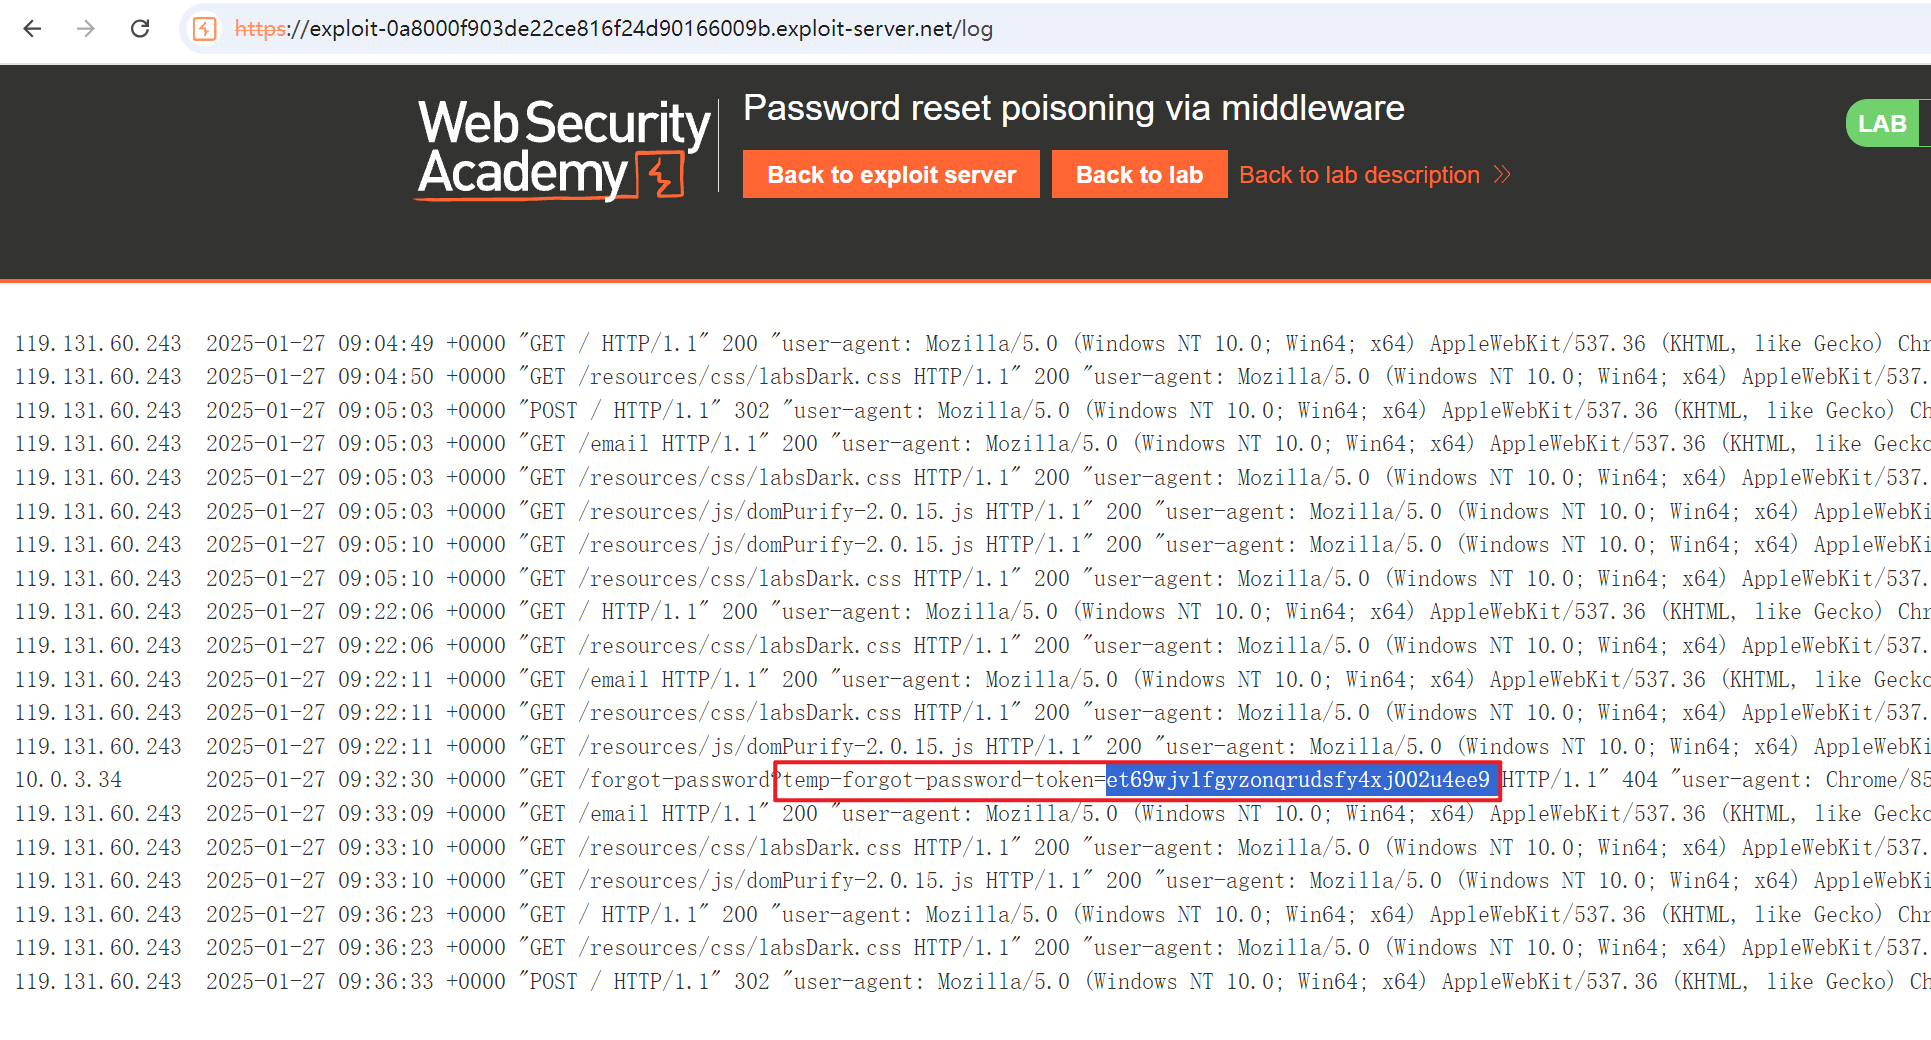 https://exploit-0a8000f903de22ce816f24d90166009b.exploit-server.net/log
Web Security
Academy
Password reset poisoning via middleware
LAB
Back to exploit server
Back to lab
Back to lab description
119.131.60.243 2025-01-27 09:04:49 +0000 "GET / HTTP/1.1" 200 "user-agent: Mozilla/5.0 (Windows NT 10.0; Win64; x64) AppleWebKit/537.36 (KHTML, like Gecko) Chr
119.131.60.243 2025-01-27 09:04:50 +0000 "GET /resources/css/labsDark.css HTTP/1.1" 200 "user-agent: Mozilla/5.0 (Windows NT 10.0; Win64; x64) AppleWebKit/537.
119.131.60.243 2025-01-27 09:05:03 +0000 "POST / HTTP/1.1" 302 "user-agent: Mozilla/5.0 (Windows NT 10.0; Win64; x64) AppleWebKit/537.36 (KHTML, like Gecko) Ch
119.131.60.243 2025-01-27 09:05:03 +0000 "GET /email HTTP/1.1" 200 "user-agent: Mozilla/5.0 (Windows NT 10.0; Win64; x64) AppleWebKit/537.36 (KHTML, like Gecko
119.131.60.243 2025-01-27 09:05:03 +0000 "GET /resources/css/labsDark.css HTTP/1.1" 200 "user-agent: Mozilla/5.0 (Windows NT 10.0; Win64; x64) AppleWebKit/537.
119.131.60.243 2025-01-27 09:05:03 +0000 "GET /resources/js/domPurify-2.0.15.js HTTP/1.1" 200 "user-agent: Mozilla/5.0 (Windows NT 10.0; Win64; x64) AppleWebKi
119.131.60.243 2025-01-27 09:05:10 +0000 "GET /resources/js/domPurify-2.0.15.js HTTP/1.1" 200 "user-agent: Mozilla/5.0 (Windows NT 10.0; Win64; x64) AppleWebKi
119.131.60.243 2025-01-27 09:05:10 +0000 "GET /resources/css/labsDark.css HTTP/1.1" 200 "user-agent: Mozilla/5.0 (Windows NT 10.0; Win64; x64) AppleWebKit/537.
119.131.60.243 2025-01-27 09:22:06 +0000 "GET / HTTP/1.1" 200 "user-agent: Mozilla/5.0 (Windows NT 10.0; Win64; x64) AppleWebKit/537.36 (KHTML, like Gecko) Chr
119.131.60.243 2025-01-27 09:22:06 +0000 "GET /resources/css/labsDark.css HTTP/1.1" 200 "user-agent: Mozilla/5.0 (Windows NT 10.0; Win64; x64) AppleWebKit/537.
119.131.60.243 2025-01-27 09:22:11 +0000 "GET /email HTTP/1.1" 200 "user-agent: Mozilla/5.0 (Windows NT 10.0; Win64; x64) AppleWebKit/537.36 (KHTML, like Gecko
119.131.60.243 2025-01-27 09:22:11 +0000 "GET /resources/css/labsDark.css HTTP/1.1" 200 "user-agent: Mozilla/5.0 (Windows NT 10.0; Win64; x64) AppleWebKit/537.
119.131.60.243 2025-01-27 09:22:11 +0000 "GET /resources/js/domPurify-2.0.15.js HTTP/1.1" 200 "user-agent: Mozilla/5.0 (Windows NT 10.0; Win64; x64) AppleWebKi
10.0.3.34 2025-01-27 09:32:30 +0000 "GET /forgot-password?temp-forgot-password-token=et69wjv1fgyzonqrudsfy4xj002u4ee9 HTTP/1.1" 404 "user-agent: Chrome/85
119.131.60.243 2025-01-27 09:33:09 +0000 "GET /email HTTP/1.1" 200 "user-agent: Mozilla/5.0 (Windows NT 10.0; Win64; x64) AppleWebKit/537.36 (KHTML, like Gecko
119.131.60.243 2025-01-27 09:33:10 +0000 "GET /resources/css/labsDark.css HTTP/1.1" 200 "user-agent: Mozilla/5.0 (Windows NT 10.0; Win64; x64) AppleWebKit/537.
119.131.60.243 2025-01-27 09:33:10 +0000 "GET /resources/js/domPurify-2.0.15.js HTTP/1.1" 200 "user-agent: Mozilla/5.0 (Windows NT 10.0; Win64; x64) AppleWebKi
119.131.60.243 2025-01-27 09:36:23 +0000 "GET / HTTP/1.1" 200 "user-agent: Mozilla/5.0 (Windows NT 10.0; Win64; x64) AppleWebKit/537.36 (KHTML, like Gecko) Chr
119.131.60.243 2025-01-27 09:36:23 +0000 "GET /resources/css/labsDark.css HTTP/1.1" 200 "user-agent: Mozilla/5.0 (Windows NT 10.0; Win64; x64) AppleWebKit/537.
119.131.60.243 2025-01-27 09:36:33 +0000 "POST / HTTP/1.1" 302 "user-agent: Mozilla/5.0 (Windows NT 10.0; Win64; x64) AppleWebKit/537.36 (KHTML, like Gecko) Ch